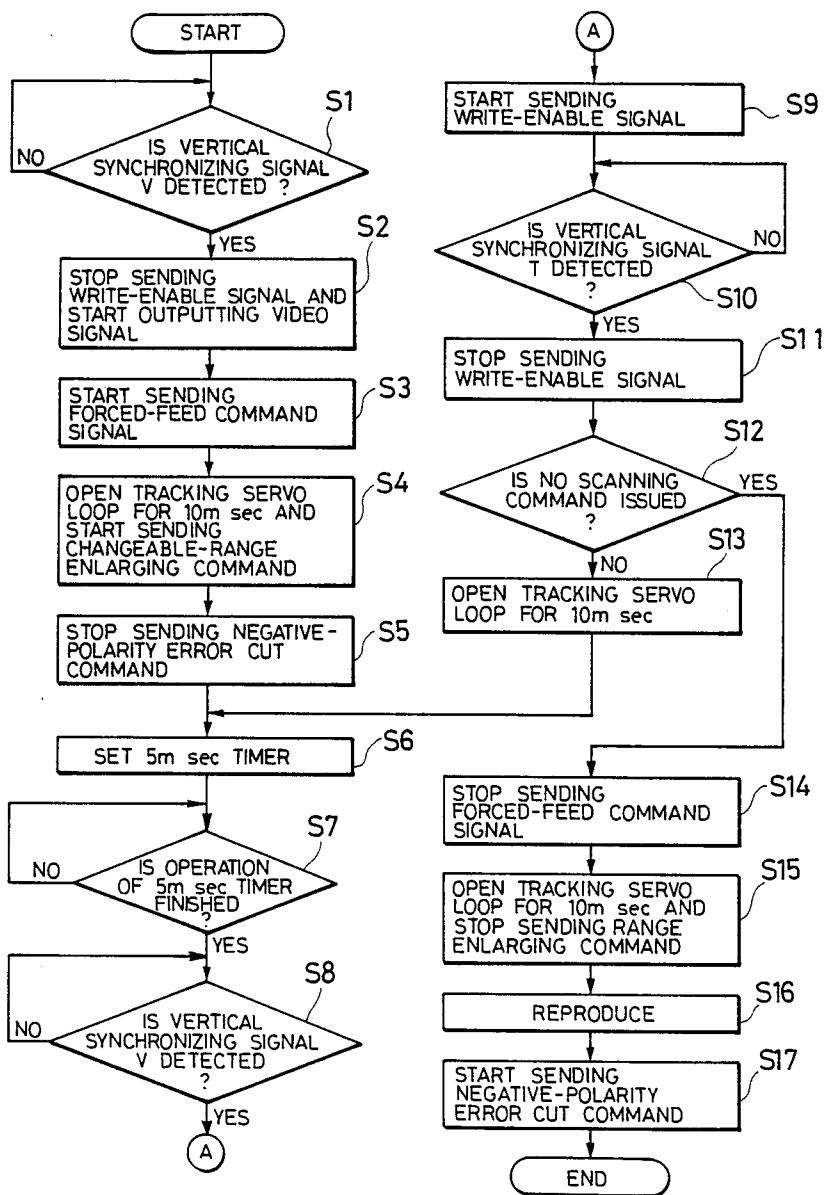 START
S1
IS VERTICAL
SYNCHRONIZING SIGNAL
V DETECTED ?
NO
YES
S2
STOP SENDING
WRITE-ENABLE SIGNAL AND
START OUTPUTTING VIDEO
SIGNAL
S3
START SENDING
FORCED-FEED COMMAND
SIGNAL
S4
OPEN TRACKING SERVO
LOOP FOR 10m sec AND
START SENDING
CHANGEABLE-RANGE
ENLARGING COMMAND
S5
STOP SENDING NEGATIVE-
POLARITY ERROR CUT
COMMAND
S6
SET 5m sec TIMER
S7
IS OPERATION
OF 5m sec TIMER
FINISHED
?
NO
YES
S8
IS VERTICAL
SYNCHRONIZING SIGNAL
V DETECTED
?
NO
YES
A
A
START SENDING
WRITE-ENABLE SIGNAL
S9
IS VERTICAL
SYNCHRONIZING SIGNAL
T DETECTED
?
NO
S10
YES
S11
STOP SENDING
WRITE-ENABLE SIGNAL
S12
IS NO SCANNING
COMMAND ISSUED
?
YES
NO
S13
OPEN TRACKING SERVO
LOOP FOR 10m sec
S14
STOP SENDING
FORCED-FEED COMMAND
SIGNAL
S15
OPEN TRACKING SERVO
LOOP FOR 10m sec AND
STOP SENDING RANGE
ENLARGING COMMAND
S16
REPRODUCE
S17
START SENDING
NEGATIVE-POLARITY
ERROR CUT COMMAND
END